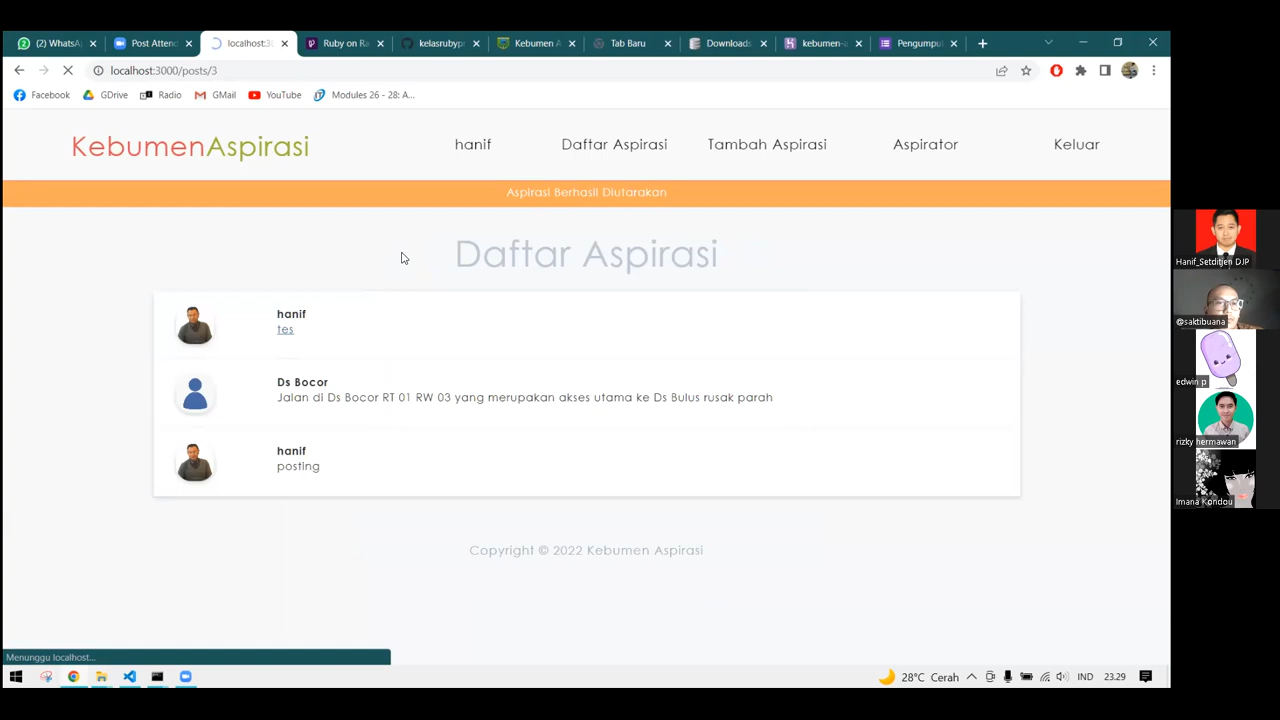 (2) WhatsA
Post Attend
localhost:30
Ruby on Ra
kelasrubypr
Kebumen A
Tab Baru
Downloads
kebumen-a
Pengumpul
localhost:3000/posts/3
Facebook
GDrive
Radio
GMail
YouTube
Modules 26 - 28: A...
KebumenAspirasi
hanif
Daftar Aspirasi
Tambah Aspirasi
Aspirator
Keluar
Aspirasi Berhasil Diutarakan
Daftar Aspirasi
hanif
tes
Ds Bocor
Jalan di Ds Bocor RT 01 RW 03 yang merupakan akses utama ke Ds Bulus rusak parah
hanif
posting
Copyright © 2022 Kebumen Aspirasi
Menunggu localhost...
28°C Cerah
IND
23.29
Hanif_Setditjen DJP
@saktibuana
edwin p
rizky hermawan
Imana Kondou